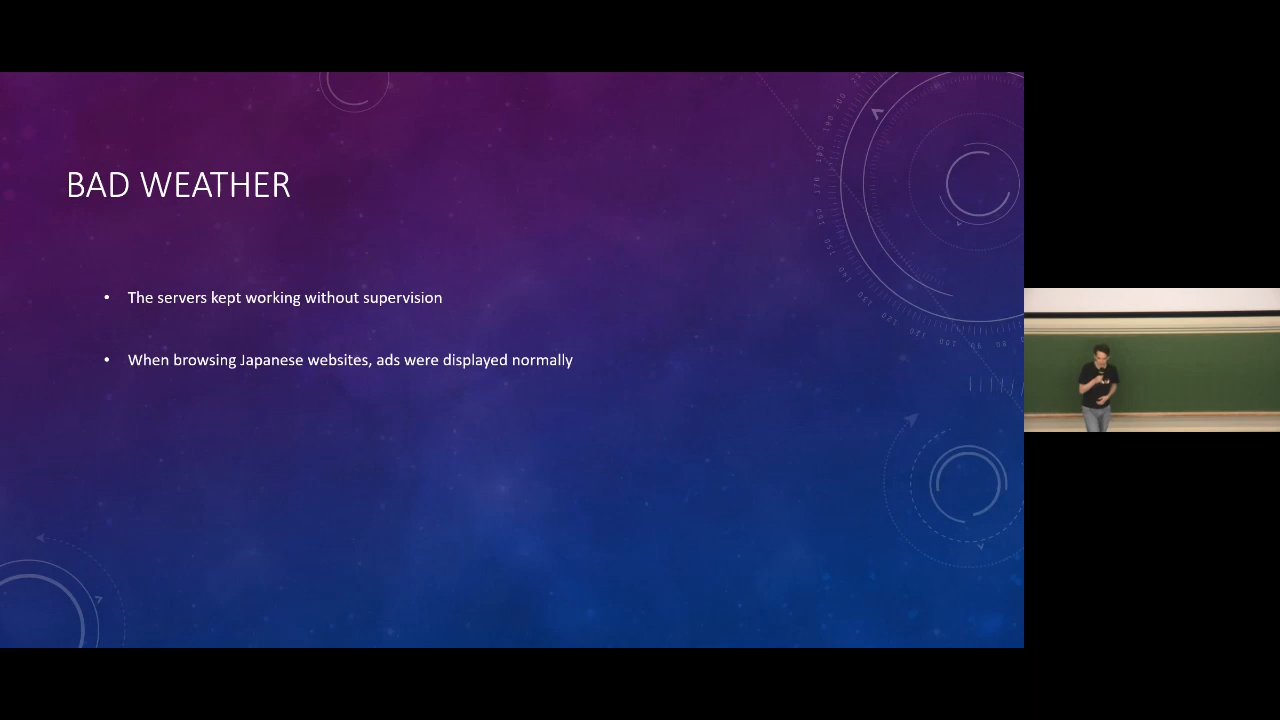 BAD WEATHER
• The servers kept working without supervision
• When browsing Japanese websites, ads were displayed normally